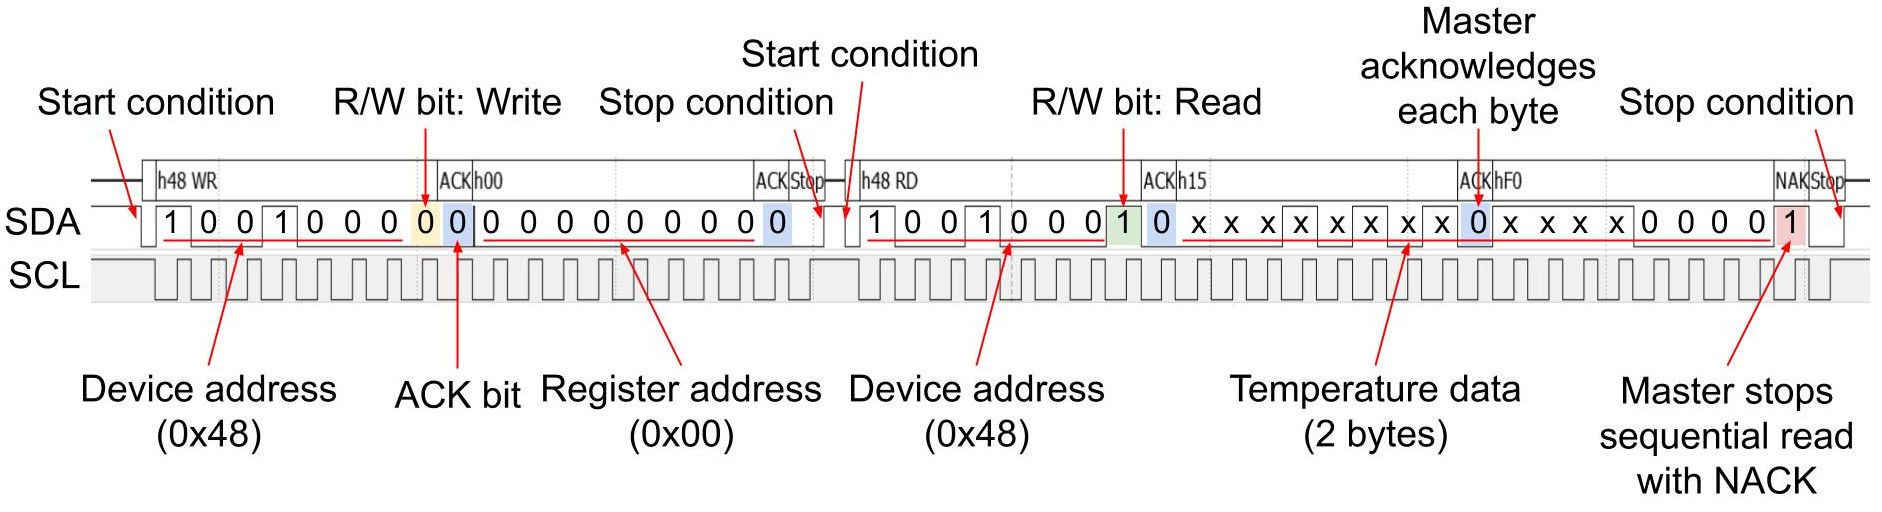 Master
acknowledges
each byte
Start condition
Start condition
R/W bit: Write
Stop condition
R/W bit: Read
Stop condition
h48 WR
ACK
h00
ACK
Stop
h48 RD
ACK
h15
ACK
hF0
NAK
Stop
SDA
1 0 0 1 0 0 0 0 0 0 0 0 0 0 0 0 0 0
1 0 0 1 0 0 0 1 0 x x x x x x x x 0 x x x x 0 0 0 0 1
SCL
Device address
(0x48)
ACK bit
Register address
(0x00)
Device address
(0x48)
Temperature data
(2 bytes)
Master stops
sequential read
with NACK